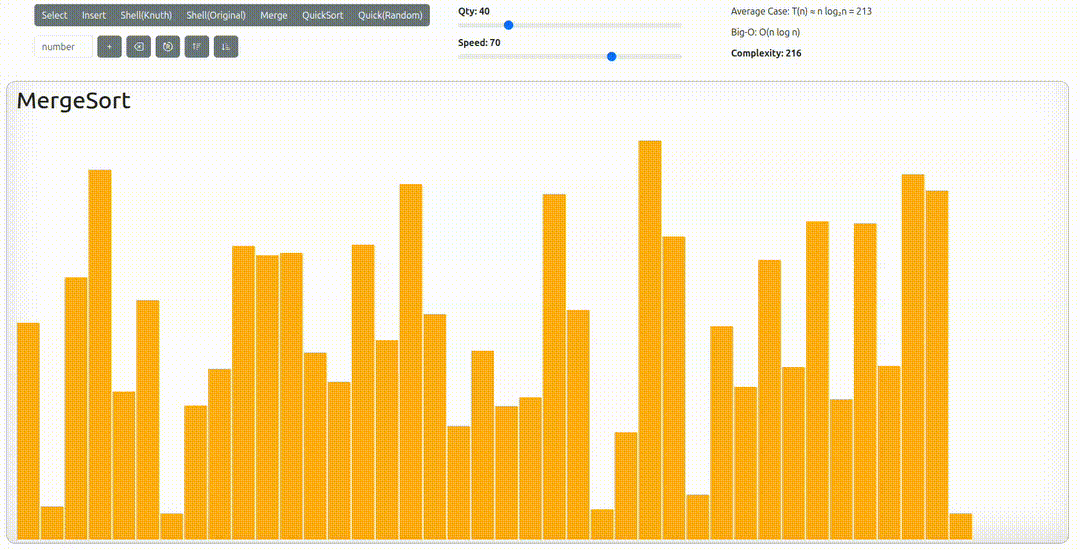 Select Insert Shell(Knuth) Shell(Original) Merge QuickSort Quick(Random)
number +
Qty: 40
Speed: 70
Average Case: T(n) ≈ n log₂n = 213
Big-O: O(n log n)
Complexity: 216
MergeSort